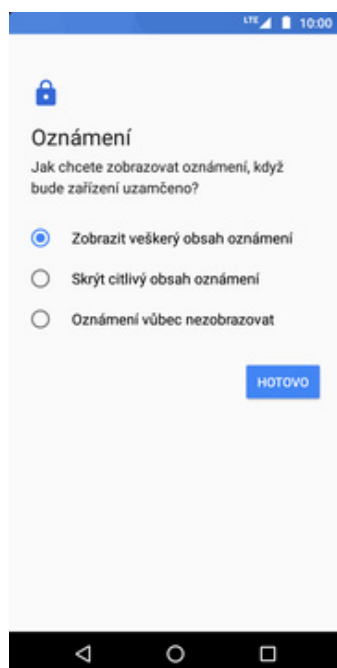 LTE 10:00
Oznámení
Jak chcete zobrazovat oznámení, když
bude zařízení uzamčeno?
Zobrazit veškerý obsah oznámení
Skrýt citlivý obsah oznámení
Oznámení vůbec nezobrazovat
HOTOVO